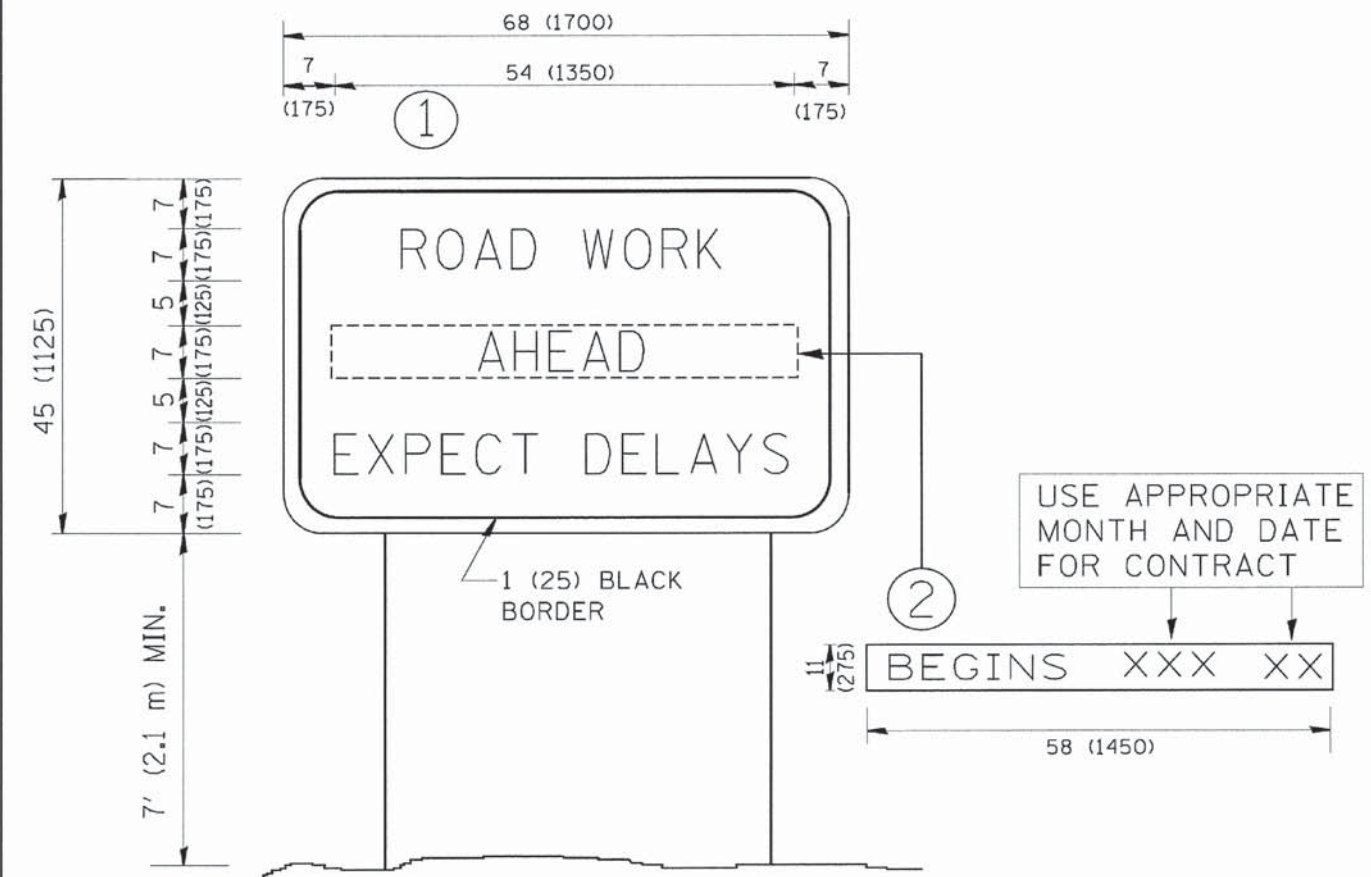 68 (1700)
7
54 (1350)
7
(175)
(175)
1
45 (1125)
7 (175)
7 (175)
5 (125)
7 (175)
5 (125)
7 (175)
7 (175)
ROAD WORK
AHEAD
EXPECT DELAYS
1 (25) BLACK
BORDER
7' (2.1 m) MIN.
2
USE APPROPRIATE
MONTH AND DATE
FOR CONTRACT
11
(275)
BEGINS XXX XX
58 (1450)